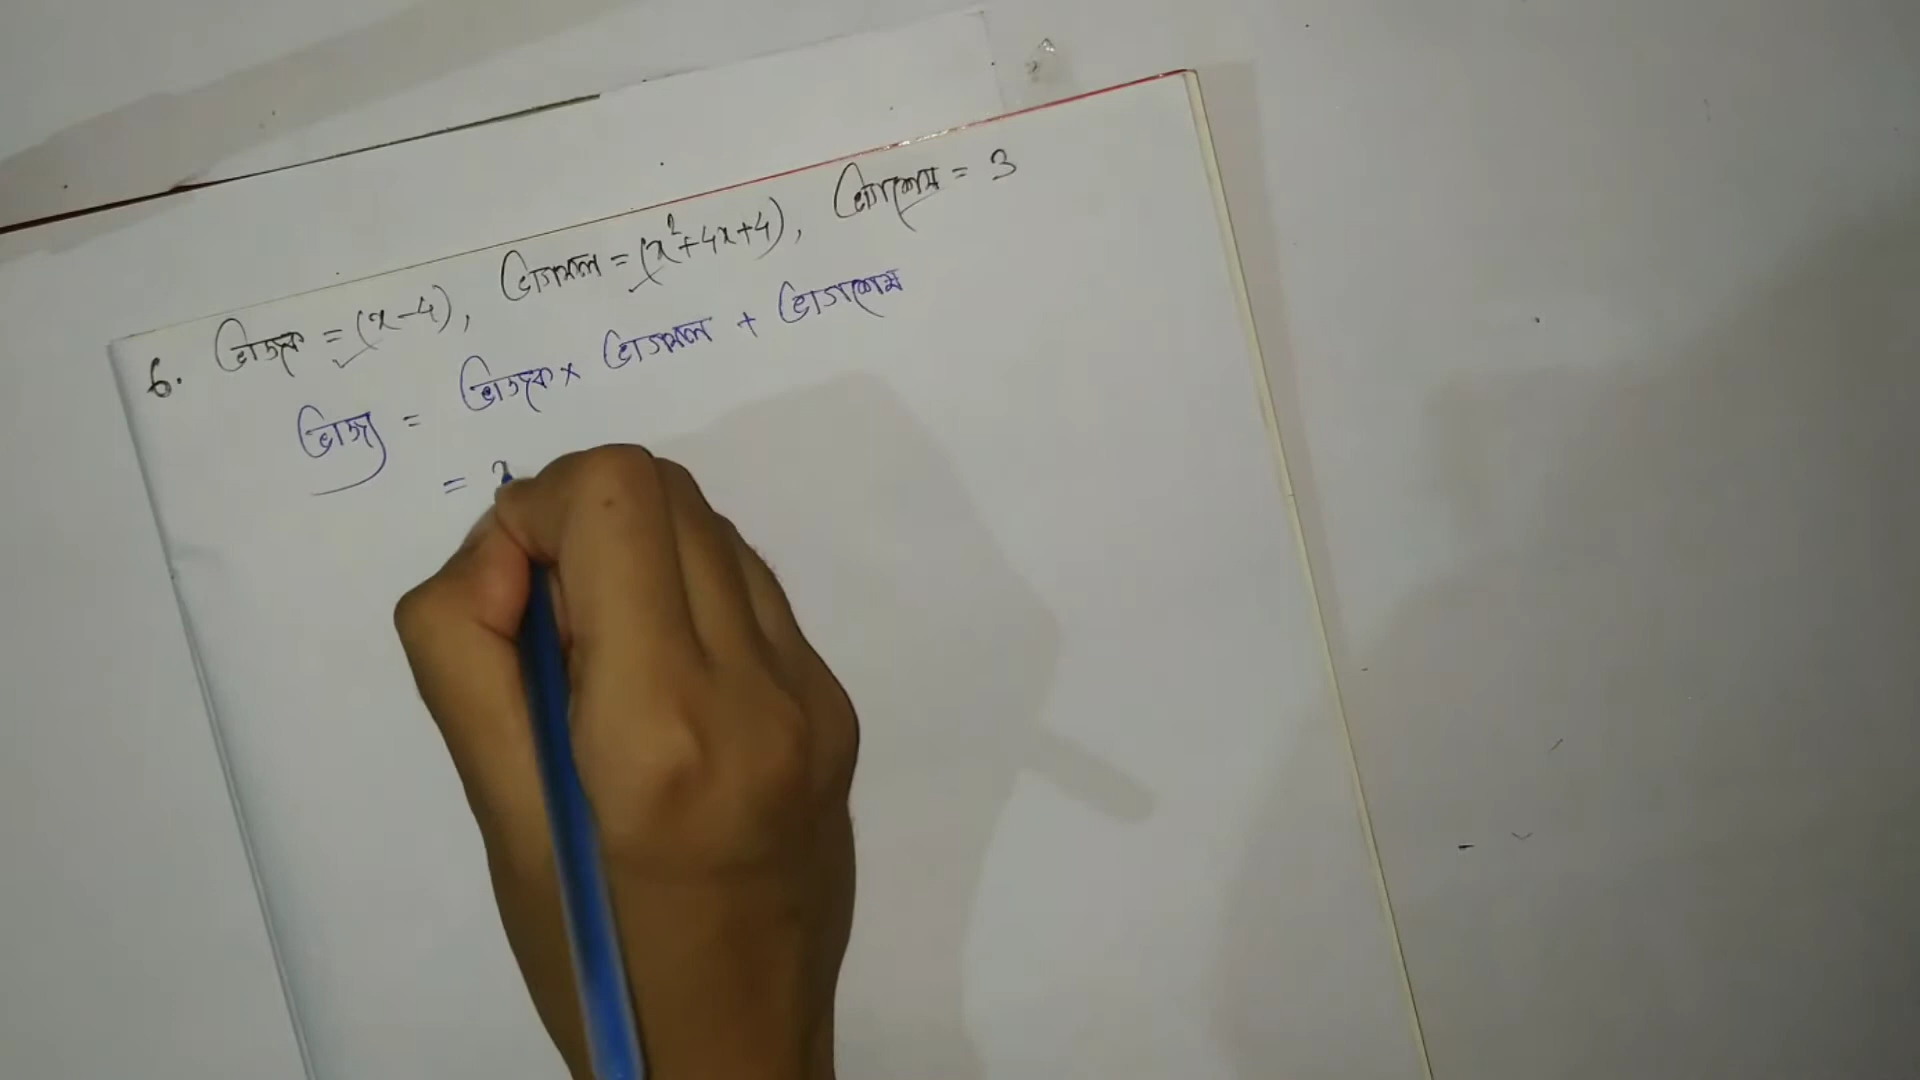 6. ভাজক = (x-4), ভাগফল = (x²+4x+4), ভাগশেষ = 3
ভাজ্য = ভাজক × ভাগফল + ভাগশেষ
= x